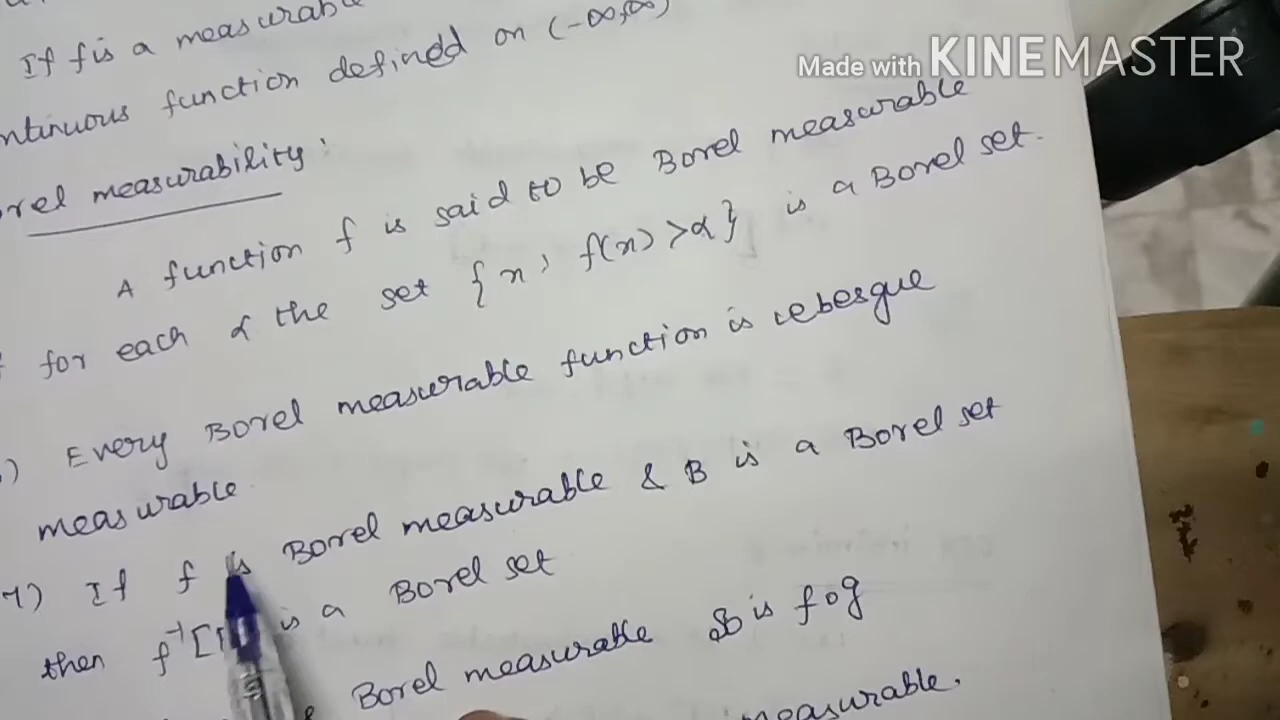 Made with KINEMASTER
If f is a measurab
ntinuous function defined on (-∞,∞)
rel measurability:
A function f is said to be Borel measurable
for each α the set {x, f(x) > α} is a Borel set.
Every Borel measurable function is lebesgue
measurable
7) If f is Borel measurable & B is a Borel set
then f⁻¹[ is a Borel set
Borel measurable So is fog
measurable.